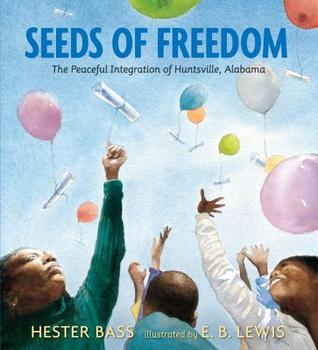 SEEDS OF FREEDOM
The Peaceful Integration of Huntsville, Alabama
HESTER BASS illustrated by E. B. LEWIS